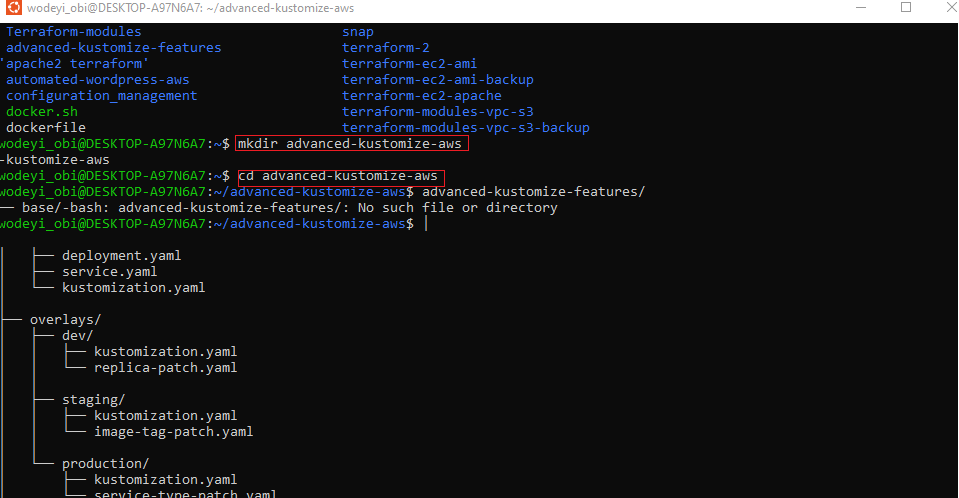 wodeyi_obi@DESKTOP-A97N6A7: ~/advanced-kustomize-aws
Terraform-modules snap
advanced-kustomize-features terraform-2
'apache2 terraform' terraform-ec2-ami
automated-wordpress-aws terraform-ec2-ami-backup
configuration_management terraform-ec2-apache
docker.sh terraform-modules-vpc-s3
dockerfile terraform-modules-vpc-s3-backup
wodeyi_obi@DESKTOP-A97N6A7:~$ mkdir advanced-kustomize-aws
-kustomize-aws
wodeyi_obi@DESKTOP-A97N6A7:~$ cd advanced-kustomize-aws
wodeyi_obi@DESKTOP-A97N6A7:~/advanced-kustomize-aws$ advanced-kustomize-features/
── base/-bash: advanced-kustomize-features/: No such file or directory
wodeyi_obi@DESKTOP-A97N6A7:~/advanced-kustomize-aws$ │
│   ├── deployment.yaml
│   ├── service.yaml
│   └── kustomization.yaml
├── overlays/
│   ├── dev/
│   │   ├── kustomization.yaml
│   │   └── replica-patch.yaml
│   ├── staging/
│   │   ├── kustomization.yaml
│   │   └── image-tag-patch.yaml
│   └── production/
│       ├── kustomization.yaml
│       └── service-type-patch.yaml